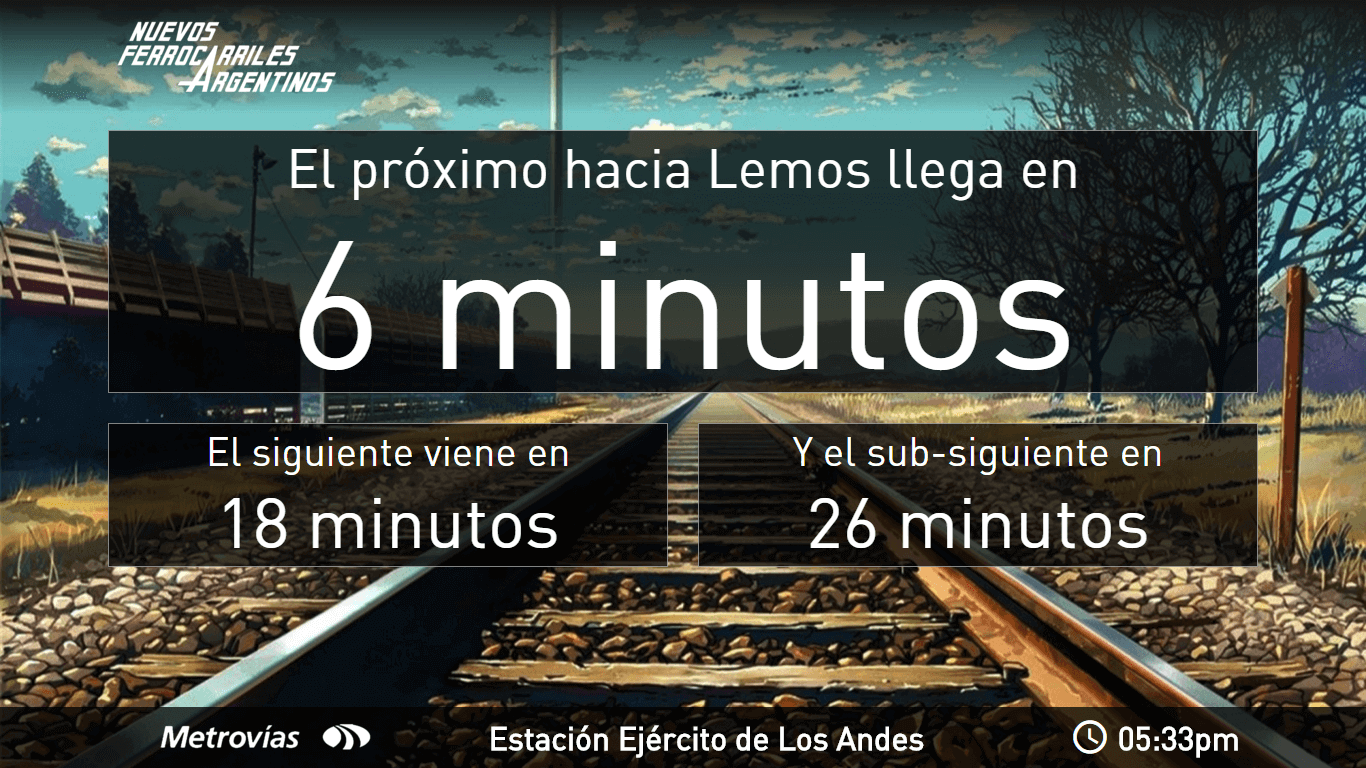 NUEVOS
FERROCARRILES
ARGENTINOS
El próximo hacia Lemos llega en
6 minutos
El siguiente viene en
18 minutos
Y el sub-siguiente en
26 minutos
Metrovías
Estación Ejército de Los Andes
05:33pm